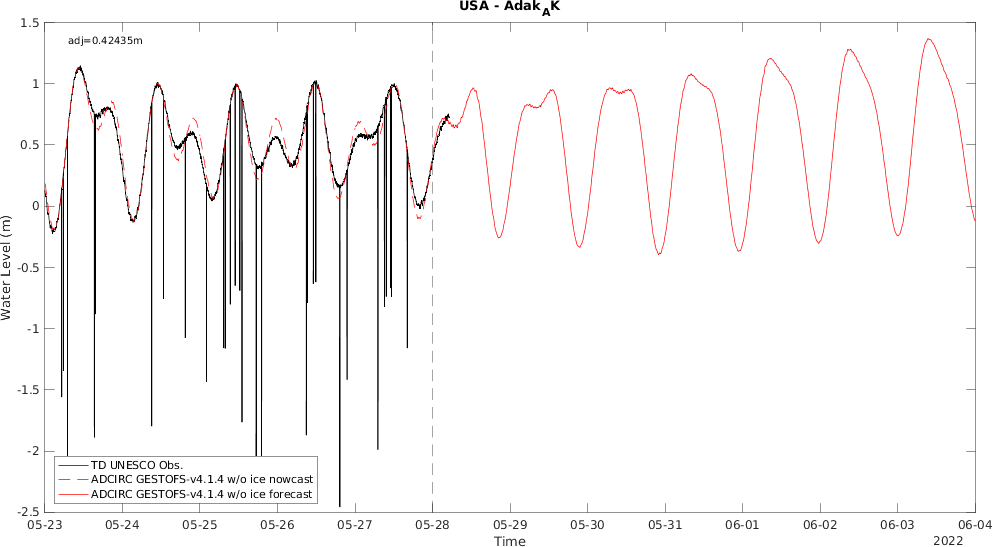 USA - Adak_AK
adj=0.42435m
1.5
1
0.5
0
-0.5
-1
-1.5
-2
-2.5
Water Level (m)
TD UNESCO Obs.
ADCIRC GESTOFS-v4.1.4 w/o ice nowcast
ADCIRC GESTOFS-v4.1.4 w/o ice forecast
05-23 05-24 05-25 05-26 05-27 05-28 05-29 05-30 05-31 06-01 06-02 06-03 06-04
Time
2022